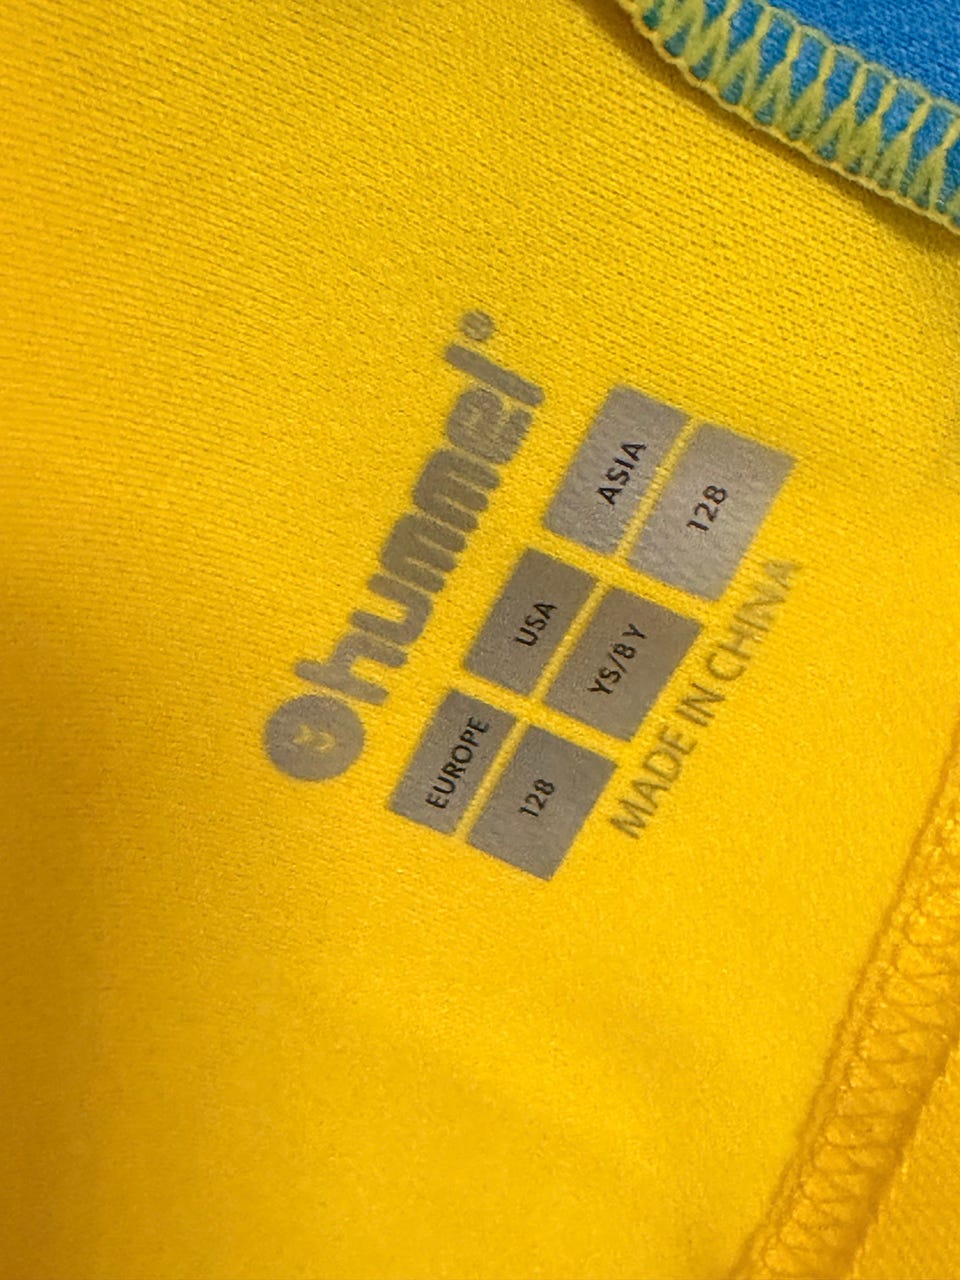 hummel®
EUROPE USA ASIA
128 YS/8Y 128
MADE IN CHINA